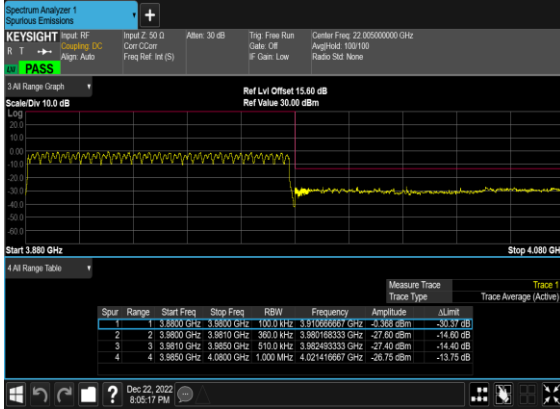 Spectrum Analyzer 1
Spurious Emissions
+
KEYSIGHT Input: RF Input Z: 50 Ω Atten: 30 dB Trig: Free Run Center Freq: 22.005000000 GHz
R T Coupling: DC Corr CCorr Gate: Off Avg|Hold: 100/100
Align: Auto Freq Ref: Int (S) IF Gain: Low Radio Std: None
PASS
3 All Range Graph
Ref Lvl Offset 15.60 dB
Scale/Div 10.0 dB Ref Value 30.00 dBm
Log
20.0
10.0
0.00
-10.0
-20.0
-30.0
-40.0
-50.0
-60.0
Start 3.880 GHz Stop 4.080 GH
4 All Range Table
Measure Trace Trace 1
Trace Type Trace Average (Active)
Spur Range Start Freq Stop Freq RBW Frequency Amplitude ΔLimit
1 1 3.8800 GHz 3.9800 GHz 100.0 kHz 3.910666667 GHz -0.368 dBm -30.37 dB
2 2 3.9800 GHz 3.9810 GHz 360.0 kHz 3.980168333 GHz -27.60 dBm -14.60 dB
3 3 3.9810 GHz 3.9850 GHz 510.0 kHz 3.982493333 GHz -27.40 dBm -14.40 dB
4 4 3.9850 GHz 4.0800 GHz 1.000 MHz 4.021416667 GHz -26.75 dBm -13.75 dB
? Dec 22, 2022
8:05:17 PM